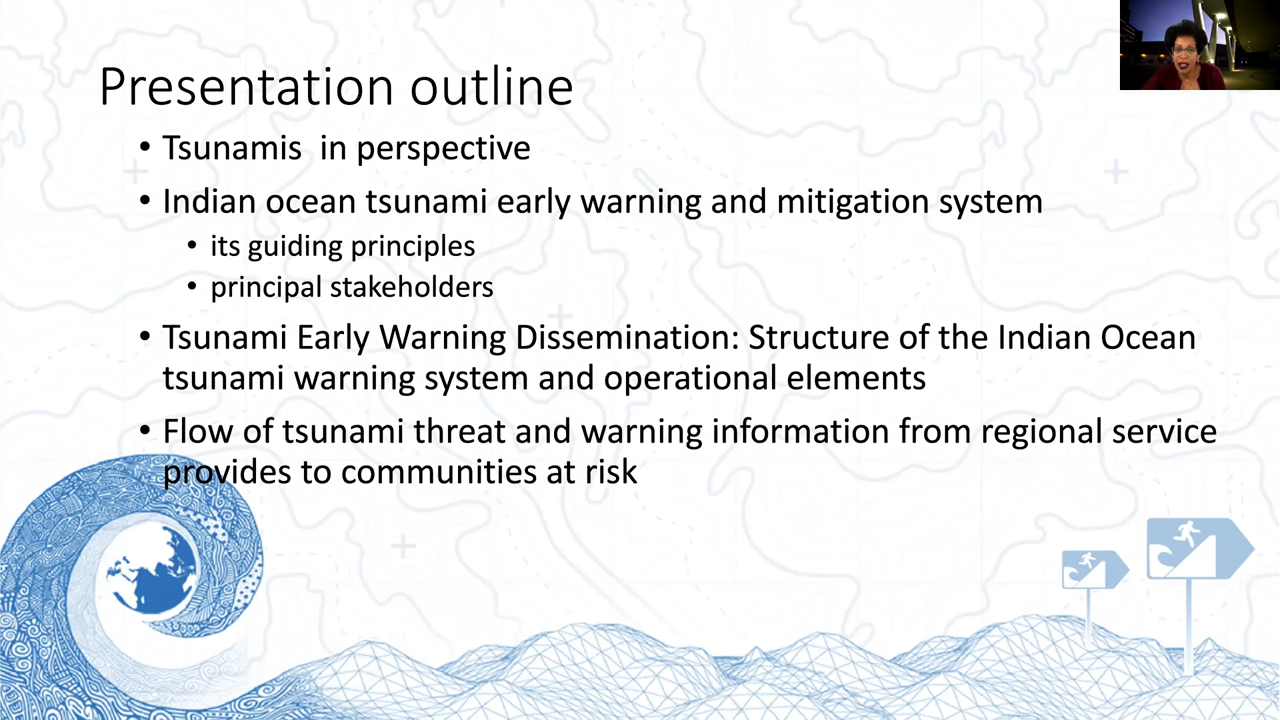 Presentation outline
• Tsunamis in perspective
• Indian ocean tsunami early warning and mitigation system
• its guiding principles
• principal stakeholders
• Tsunami Early Warning Dissemination: Structure of the Indian Ocean
tsunami warning system and operational elements
• Flow of tsunami threat and warning information from regional service
provides to communities at risk